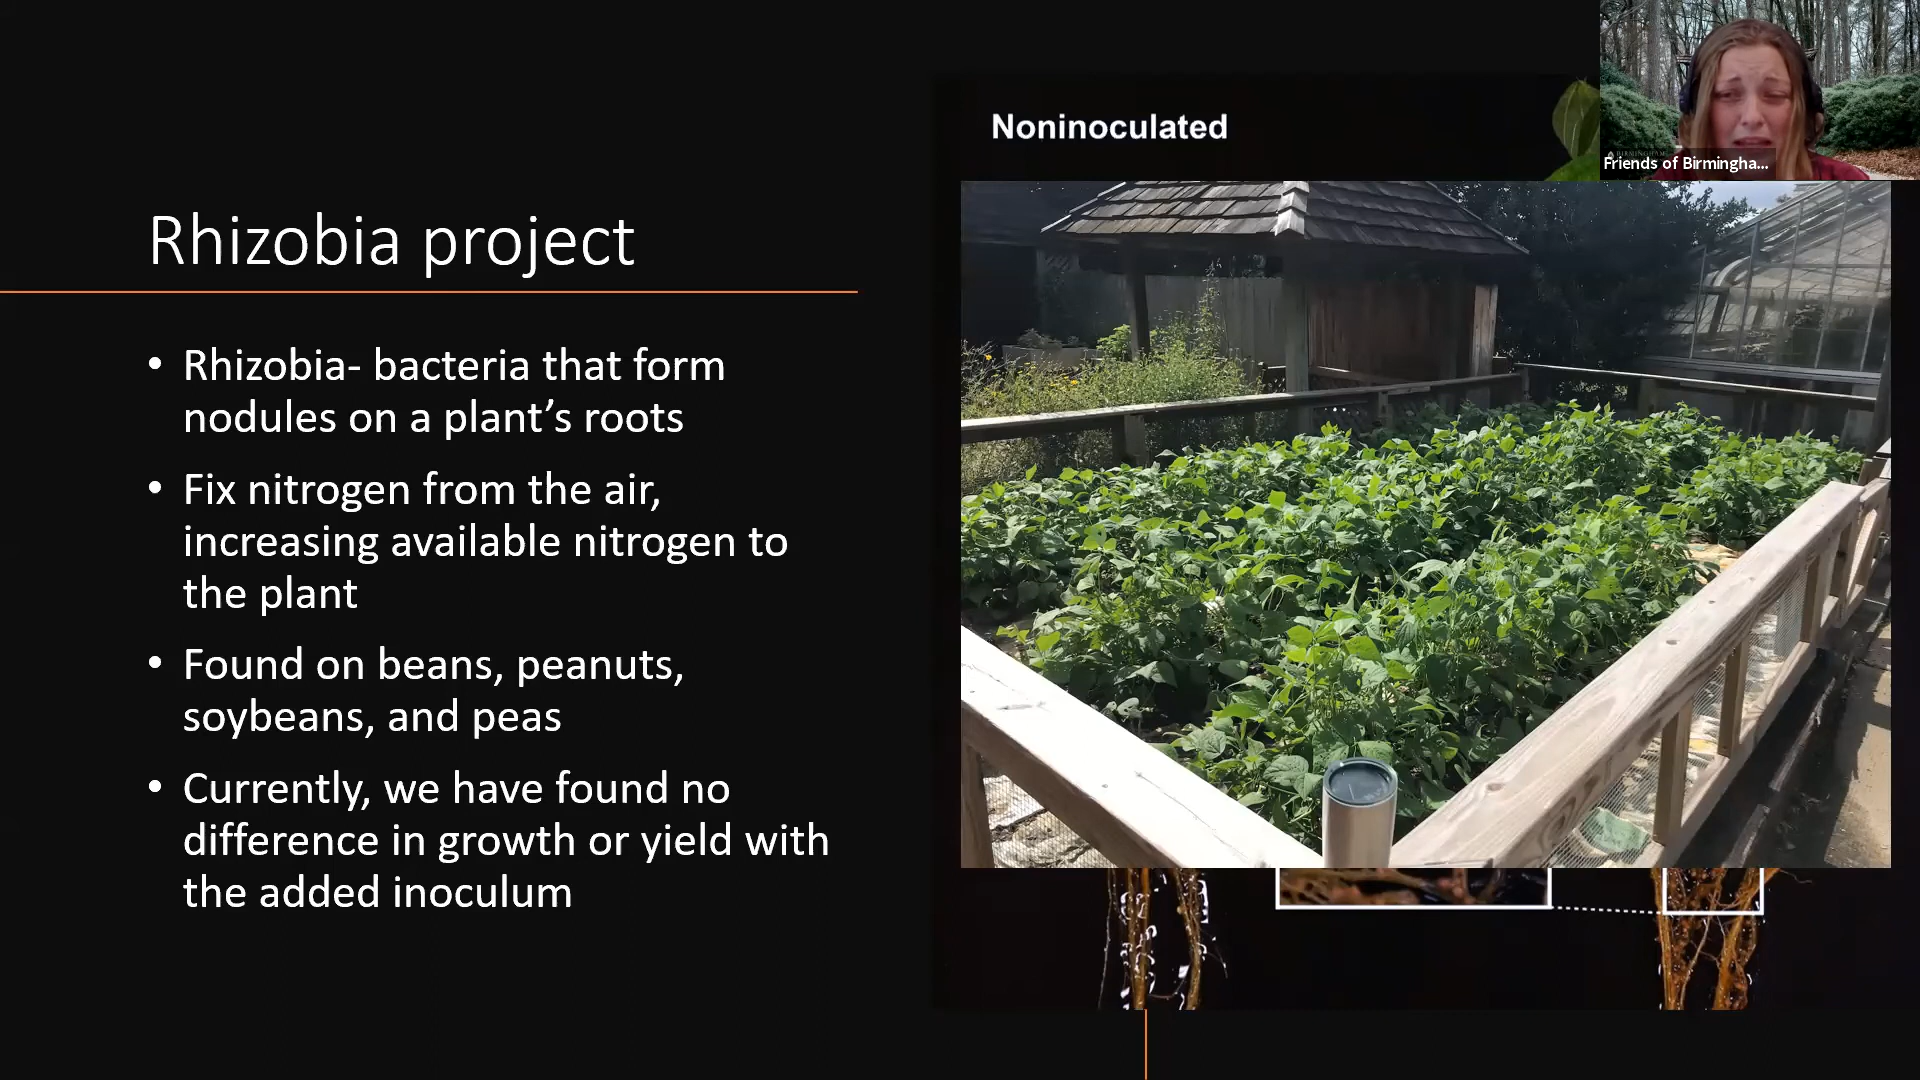 Noninoculated
Friends of Birmingha...
Rhizobia project
• Rhizobia- bacteria that form
nodules on a plant’s roots
• Fix nitrogen from the air,
increasing available nitrogen to
the plant
• Found on beans, peanuts,
soybeans, and peas
• Currently, we have found no
difference in growth or yield with
the added inoculum